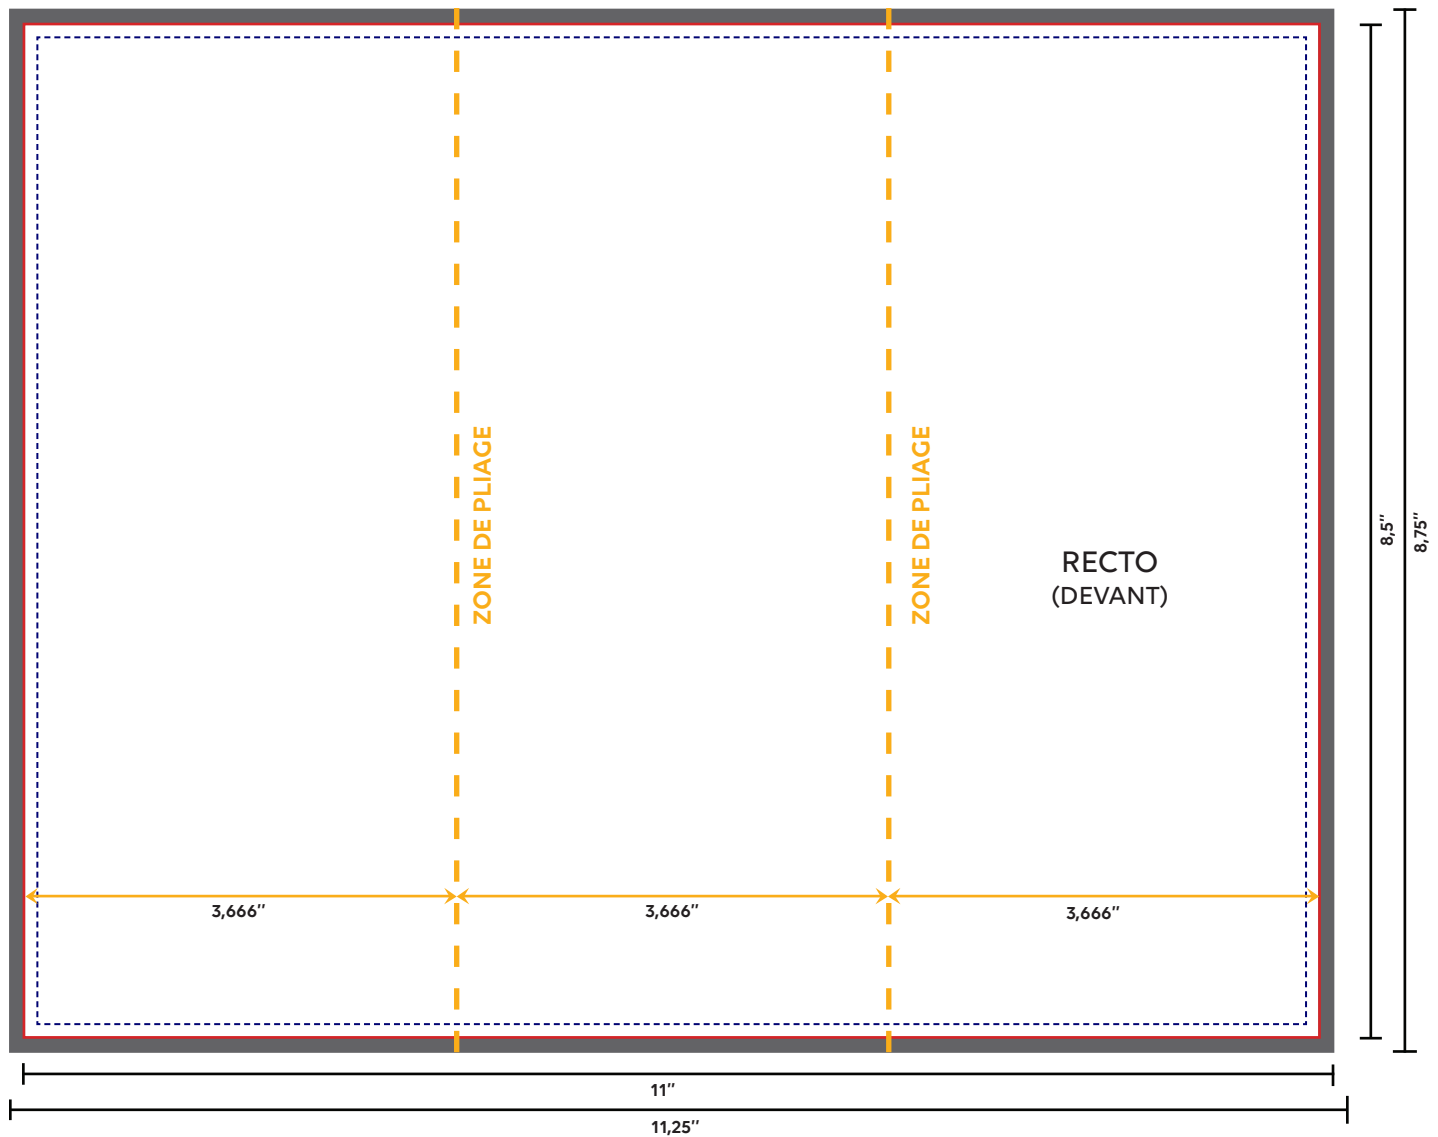 ZONE DE PLIAGE
ZONE DE PLIAGE
RECTO
(DEVANT)
8,5"
8,75"
3,666"
3,666"
3,666"
11"
11,25"